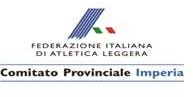 FEDERAZIONE ITALIANA
DI ATLETICA LEGGERA
Comitato Provinciale Imperia